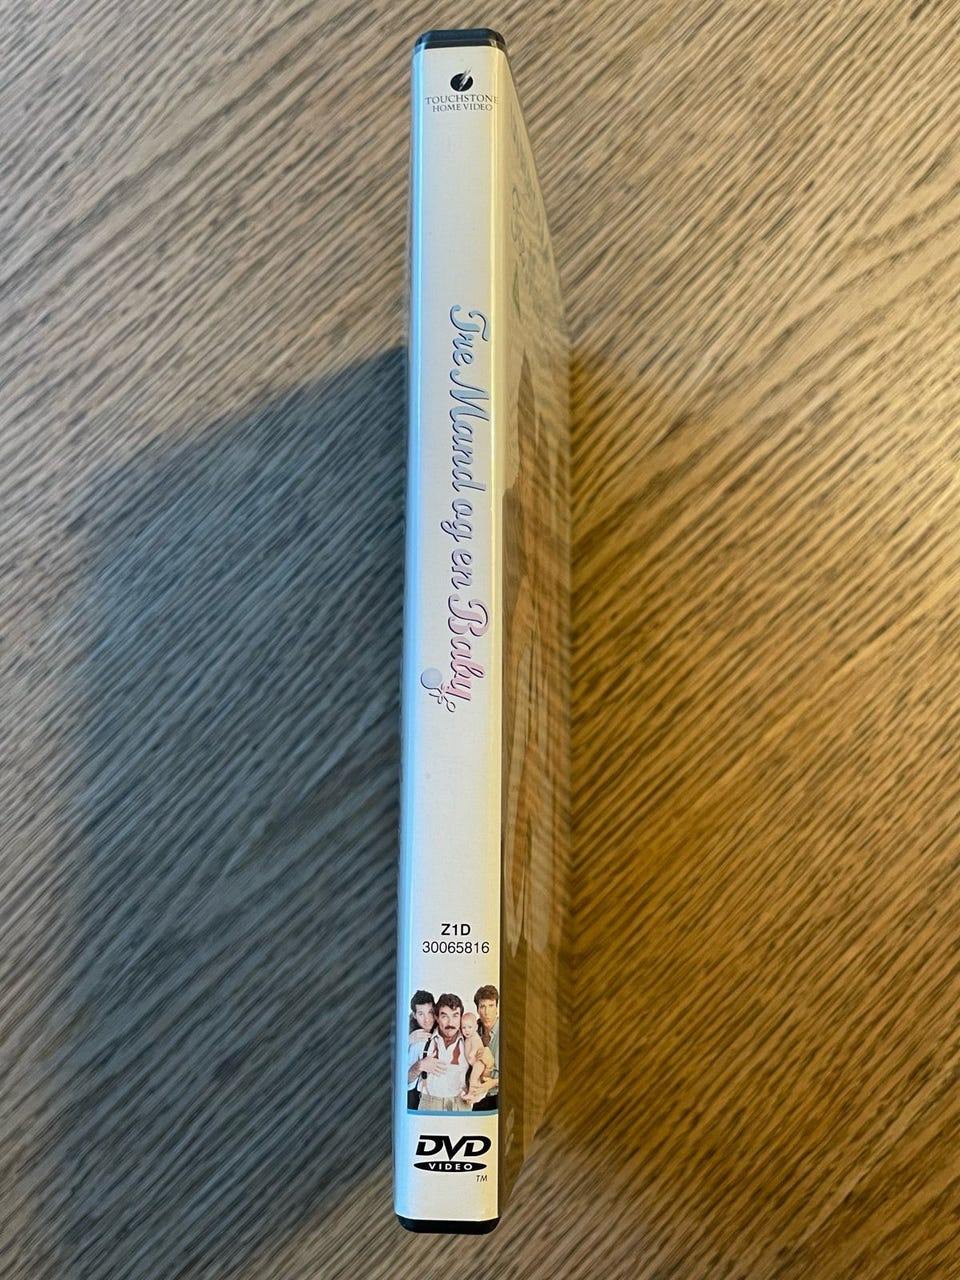 TOUCHSTONE
HOME VIDEO
Tre Mand og en Baby
Z1D
30065816
DVD
VIDEO
TM